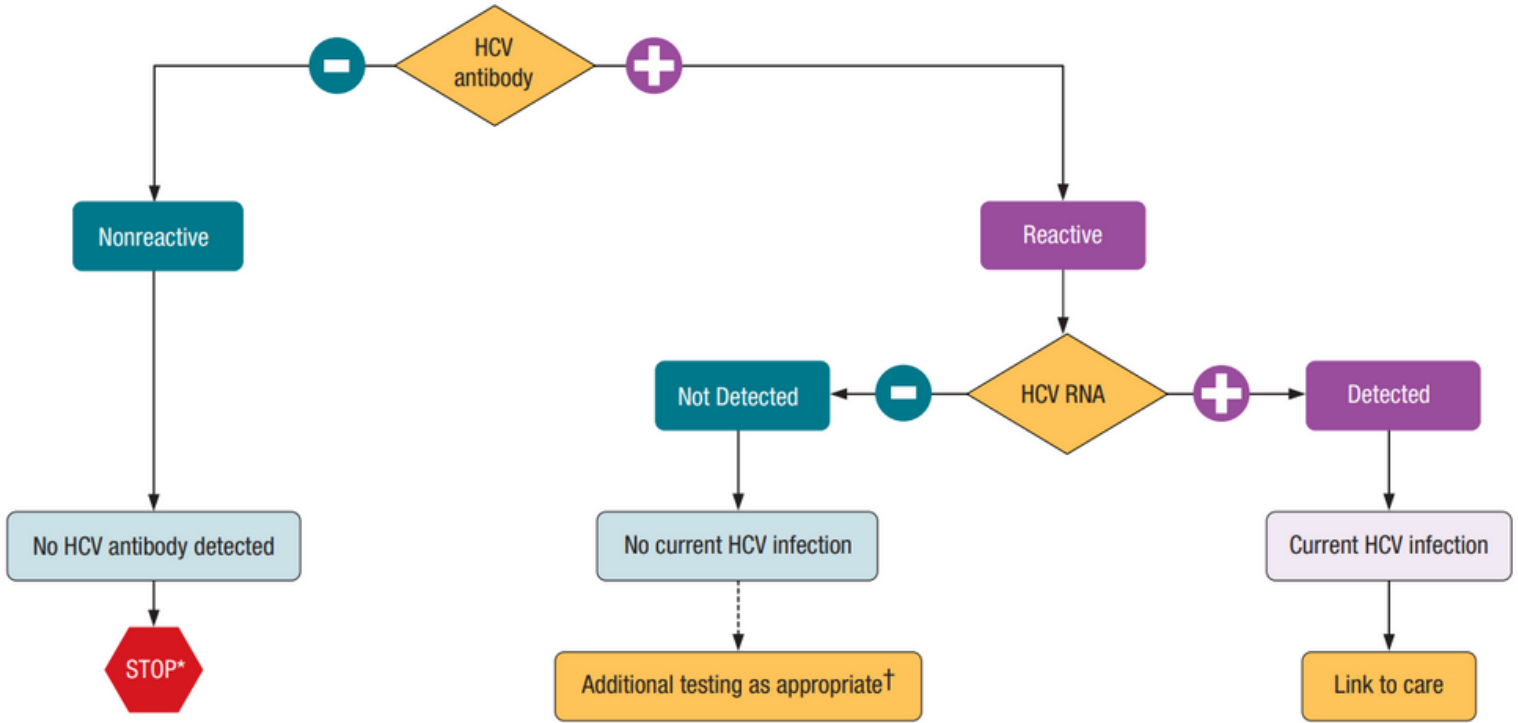 HCV
antibody
Nonreactive
Reactive
Not Detected
HCV RNA
Detected
No HCV antibody detected
No current HCV infection
Current HCV infection
STOP*
Additional testing as appropriate†
Link to care